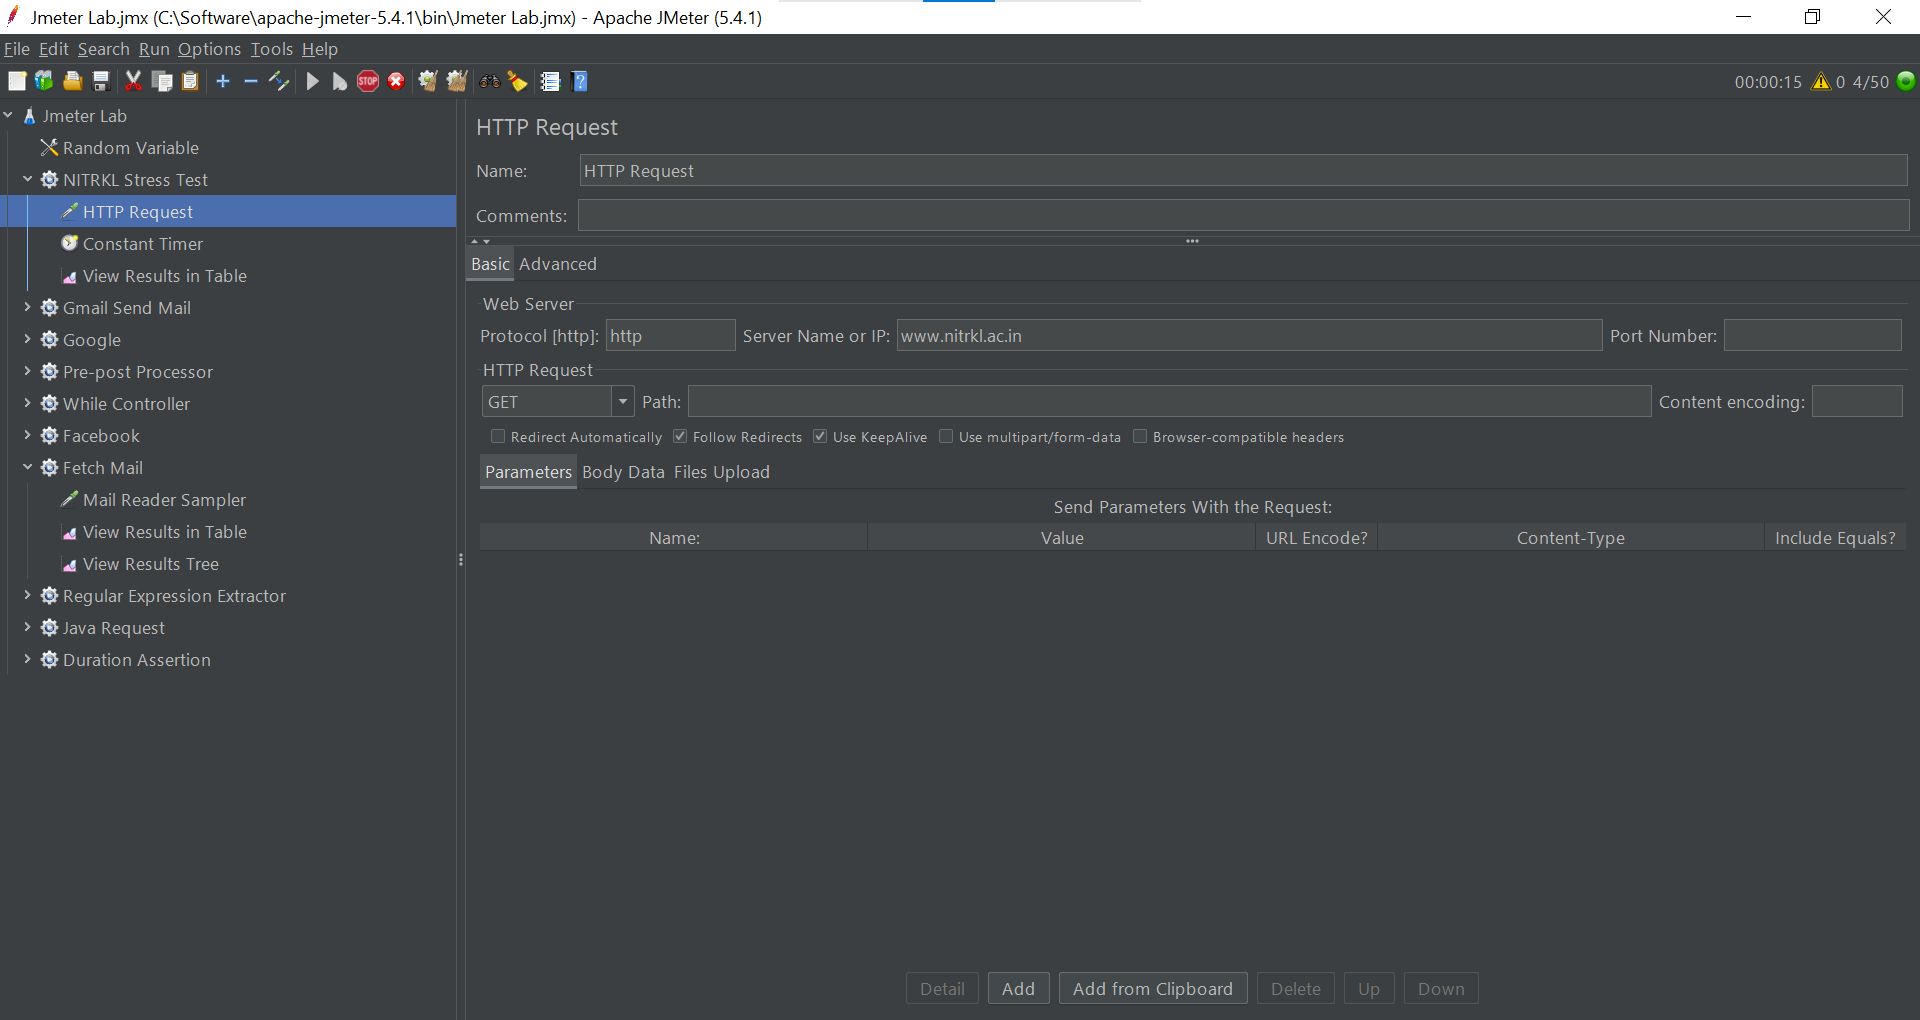 Jmeter Lab.jmx (C:\Software\apache-jmeter-5.4.1\bin\Jmeter Lab.jmx) - Apache JMeter (5.4.1)
File Edit Search Run Options Tools Help
STOP
?
00:00:15 0 4/50
Jmeter Lab
Random Variable
NITRKL Stress Test
HTTP Request
Constant Timer
View Results in Table
Gmail Send Mail
Google
Pre-post Processor
While Controller
Facebook
Fetch Mail
Mail Reader Sampler
View Results in Table
View Results Tree
Regular Expression Extractor
Java Request
Duration Assertion
HTTP Request
Name: HTTP Request
Comments:
Basic Advanced
Web Server
Protocol [http]: http Server Name or IP: www.nitrkl.ac.in Port Number:
HTTP Request
GET Path: Content encoding:
Redirect Automatically Follow Redirects Use KeepAlive Use multipart/form-data Browser-compatible headers
Parameters Body Data Files Upload
Send Parameters With the Request:
Name: Value URL Encode? Content-Type Include Equals?
Detail Add Add from Clipboard Delete Up Down